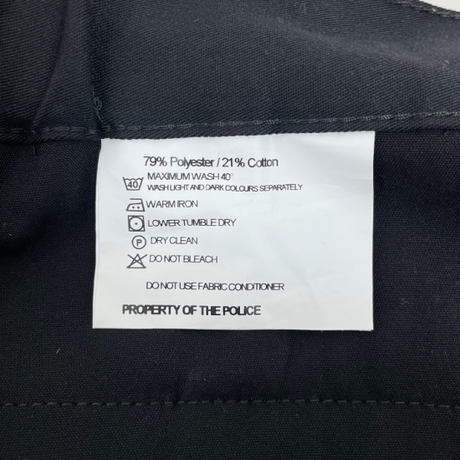 79% Polyester / 21% Cotton
40 MAXIMUM WASH 40°
WASH LIGHT AND DARK COLOURS SEPARATELY
WARM IRON
LOWER TUMBLE DRY
P DRY CLEAN
DO NOT BLEACH
DO NOT USE FABRIC CONDITIONER
PROPERTY OF THE POLICE